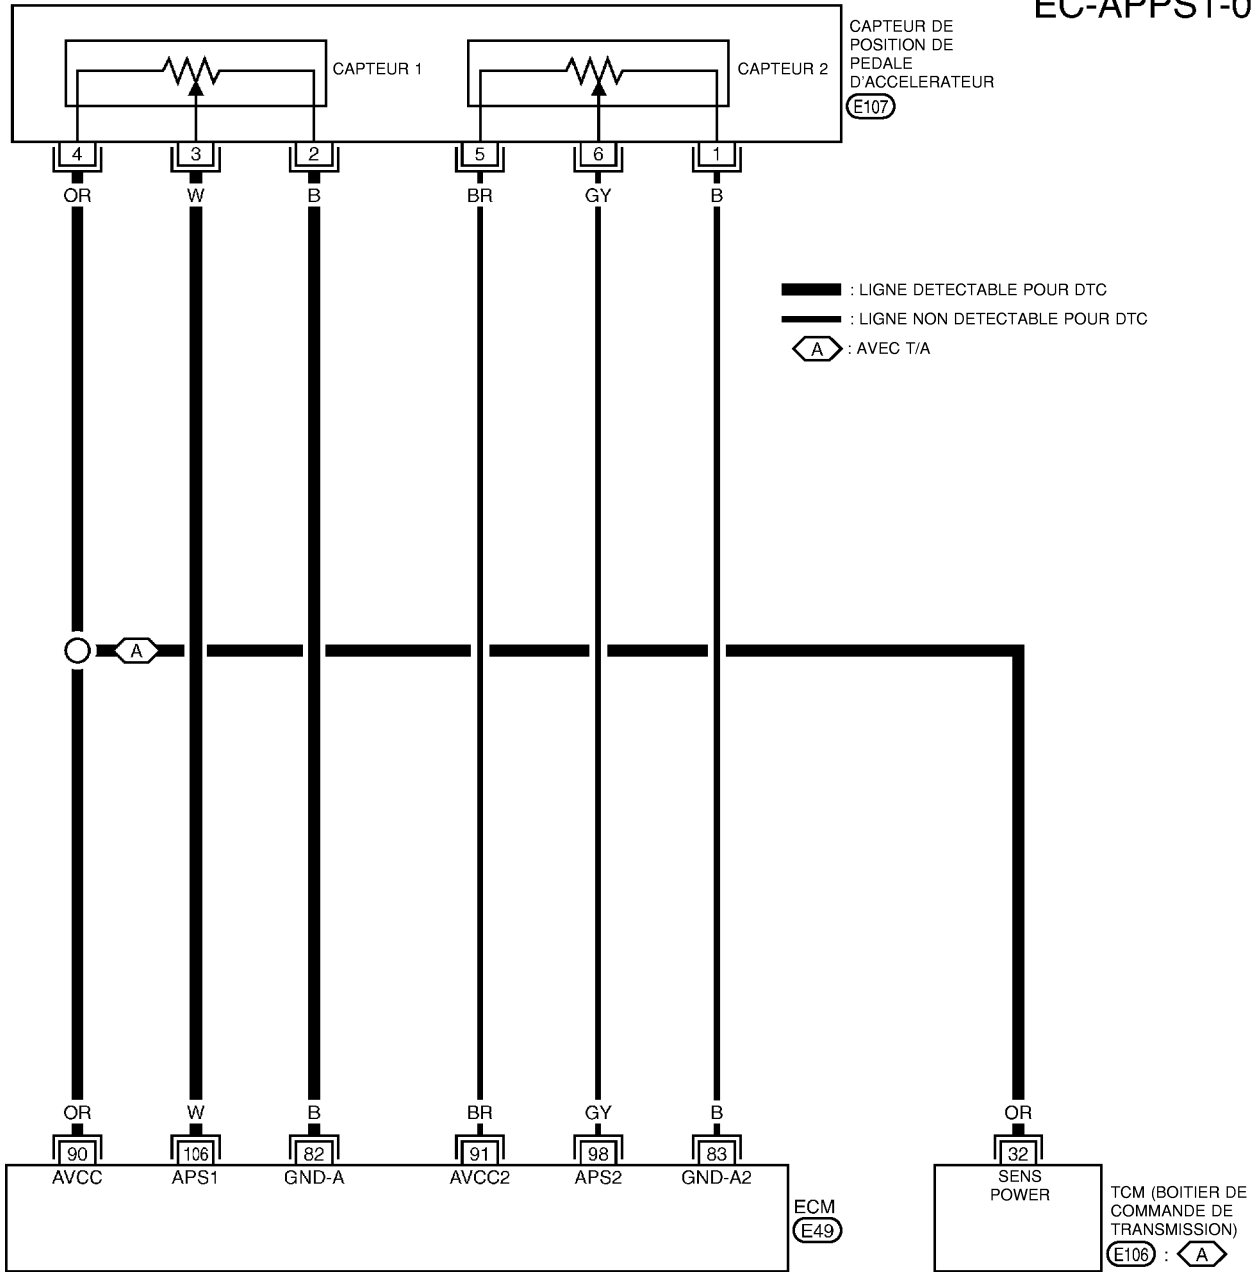 EC-APPS1-0
CAPTEUR 1
CAPTEUR 2
CAPTEUR DE
POSITION DE
PEDALE
D'ACCELERATEUR
E107
4 3 2 5 6 1
OR W B BR GY B
: LIGNE DETECTABLE POUR DTC
: LIGNE NON DETECTABLE POUR DTC
A : AVEC T/A
A
OR W B BR GY B OR
90 106 82 91 98 83 32
AVCC APS1 GND-A AVCC2 APS2 GND-A2
SENS
POWER
ECM
E49
TCM (BOITIER DE
COMMANDE DE
TRANSMISSION)
E106 : A